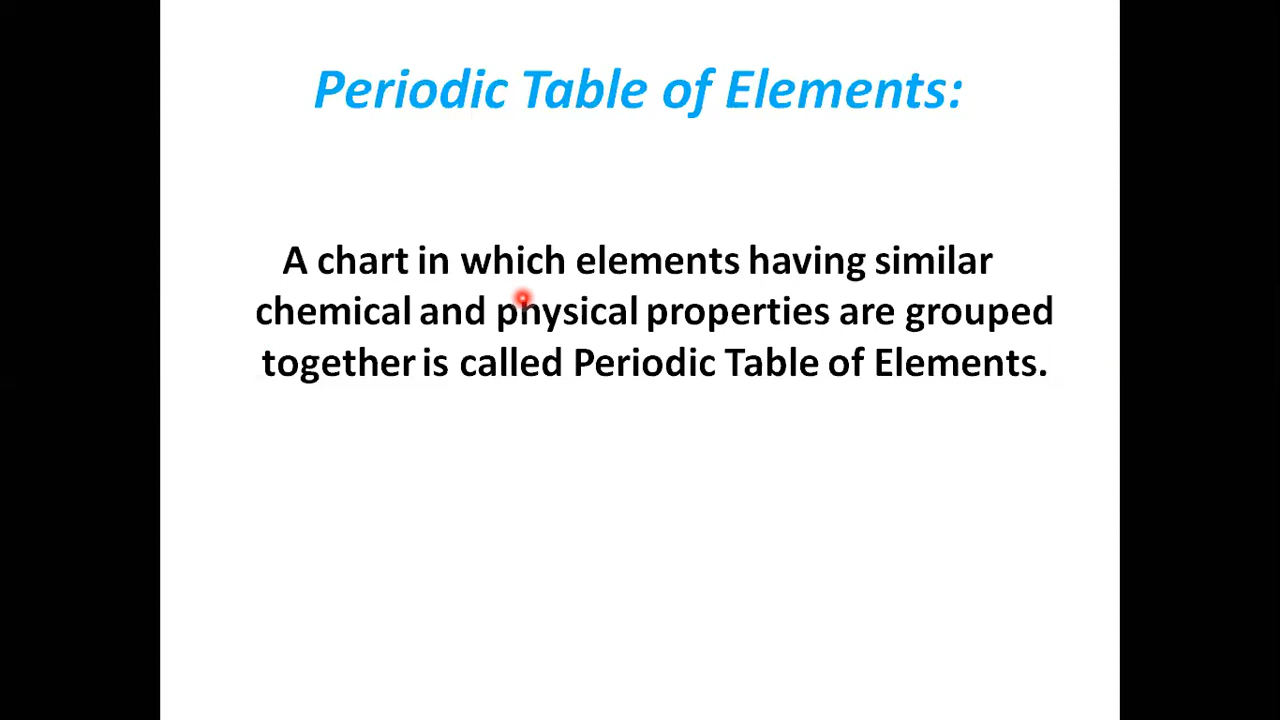 Periodic Table of Elements:
A chart in which elements having similar
chemical and physical properties are grouped
together is called Periodic Table of Elements.